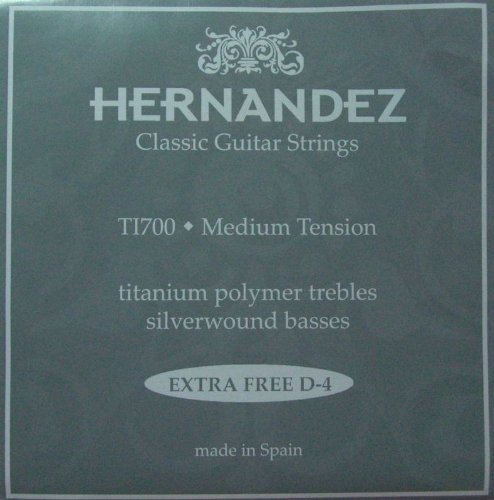 HERNANDEZ
Classic Guitar Strings
TI700 ◆ Medium Tension
titanium polymer trebles
silverwound basses
EXTRA FREE D-4
made in Spain